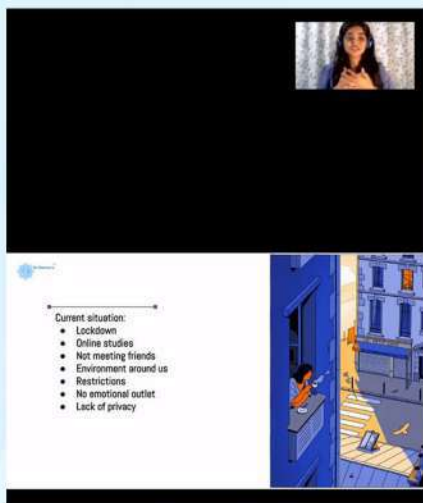 Current situation:
● Lockdown
● Online studies
● Not meeting friends
● Environment around us
● Restrictions
● No emotional outlet
● Lack of privacy